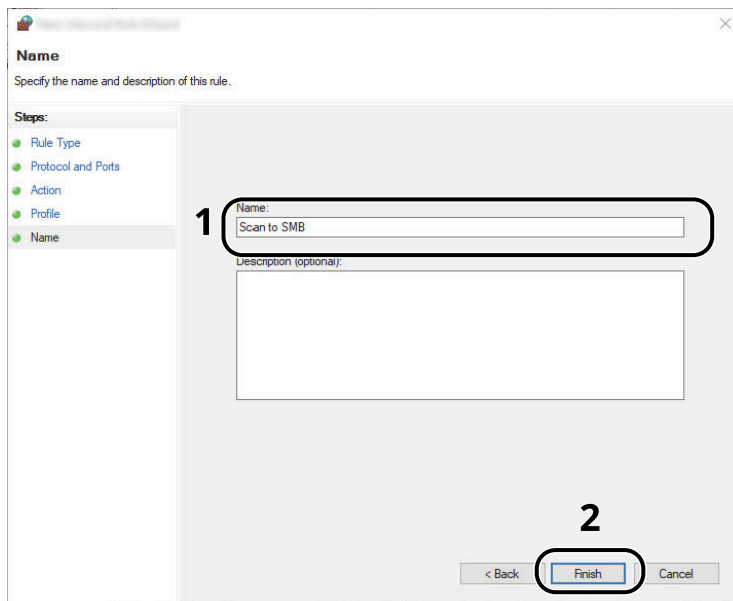 Name
Specify the name and description of this rule.
Steps:
Rule Type
Protocol and Ports
Action
Profile
Name
1
Name:
Scan to SMB
Description (optional):
2
< Back
Finish
Cancel